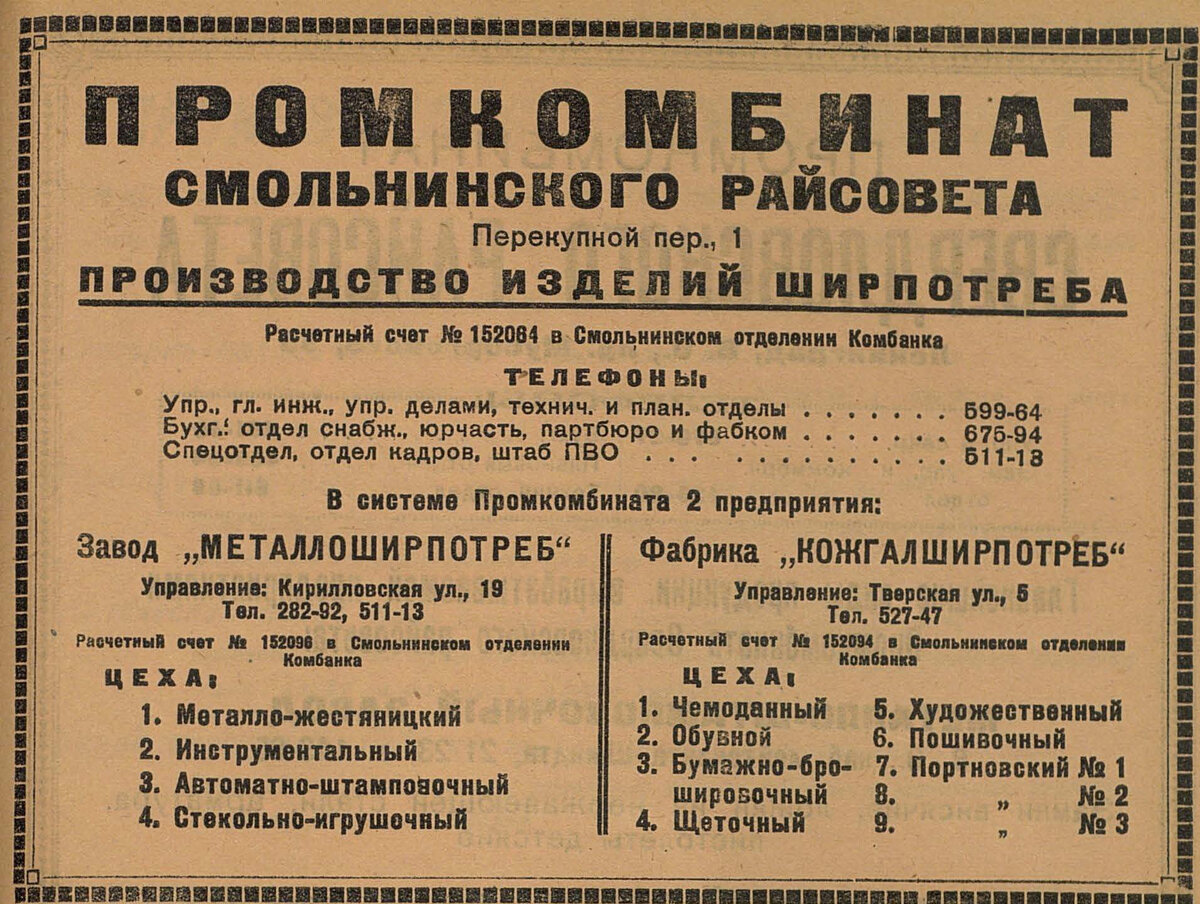 ПРОМКОМБИНАТ
СМОЛЬНИНСКОГО РАЙСОВЕТА
Перекупной пер., 1
ПРОИЗВОДСТВО ИЗДЕЛИЙ ШИРПОТРЕБА
Расчетный счет № 152064 в Смольнинском отделении Комбанка
ТЕЛЕФОНЫ:
Упр., гл. инж., упр. делами, технич. и план. отделы . . . . . . . 599-64
Бухг.: отдел снабж., юрчасть, партбюро и фабком . . . . . . . 675-94
Спецотдел, отдел кадров, штаб ПВО . . . . . . . . . . . . 511-13
В системе Промкомбината 2 предприятия:
Завод „МЕТАЛЛОШИРПОТРЕБ“
Управление: Кирилловская ул., 19
Тел. 282-92, 511-13
Расчетный счет № 152096 в Смольнинском отделении
Комбанка
ЦЕХА:
1. Металло-жестяницкий
2. Инструментальный
3. Автоматно-штамповочный
4. Стекольно-игрушечный
Фабрика „КОЖГАЛШИРПОТРЕБ“
Управление: Тверская ул., 5
Тел. 527-47
Расчетный счет № 152094 в Смольнинском отделении
Комбанка
ЦЕХА:
1. Чемоданный
2. Обувной
3. Бумажно-бро-
шировочный
4. Щеточный
5. Художественный
6. Пошивочный
7. Портновский № 1
8. „ № 2
9. „ № 3